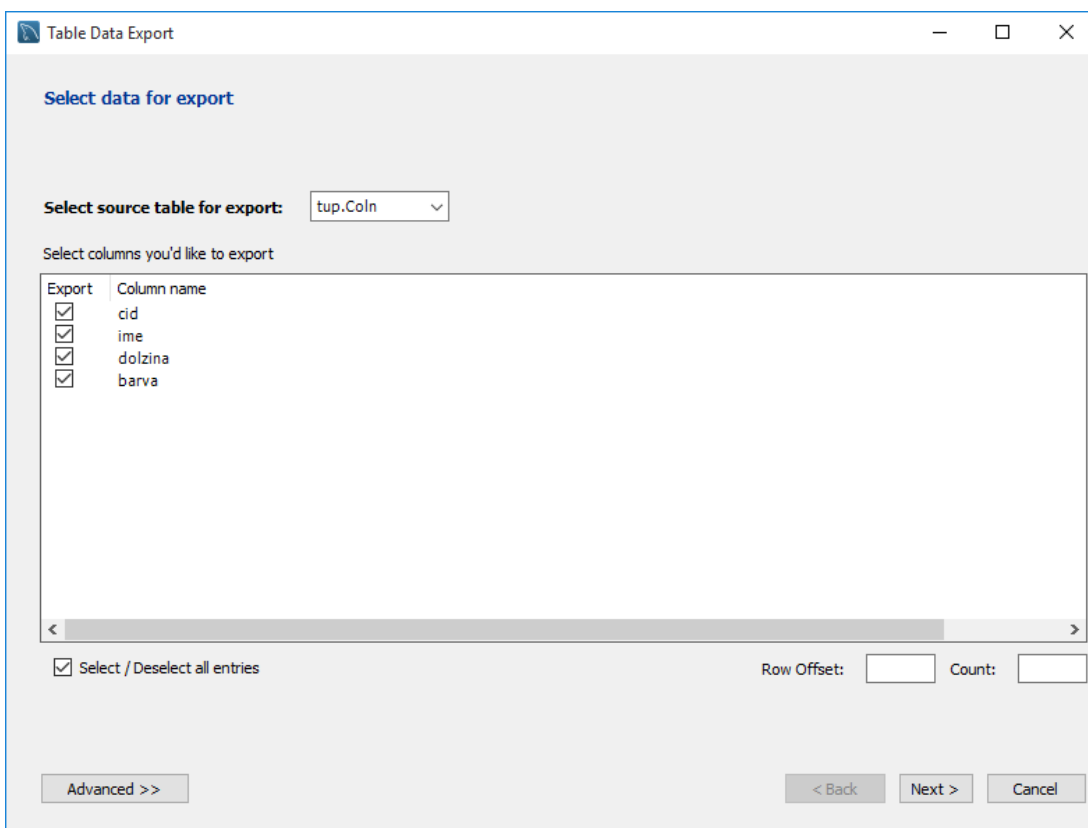 Table Data Export
Select data for export
Select source table for export: tup.Coln
Select columns you'd like to export
Export Column name
cid
ime
dolzina
barva
Select / Deselect all entries Row Offset: Count:
Advanced >> < Back Next > Cancel